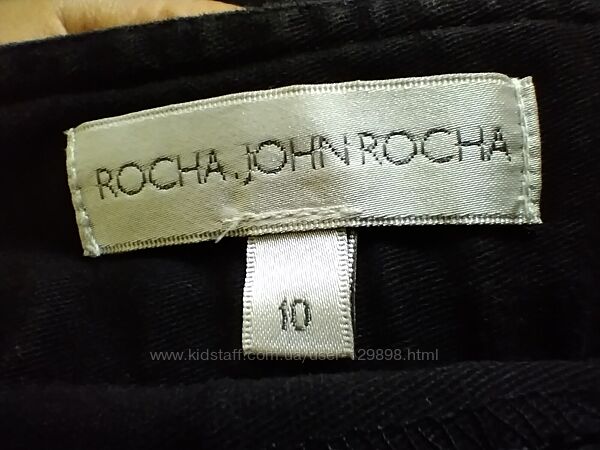 ROCHA.JOHN ROCHA
10
www.kidstaff.com.ua/user-129898.html